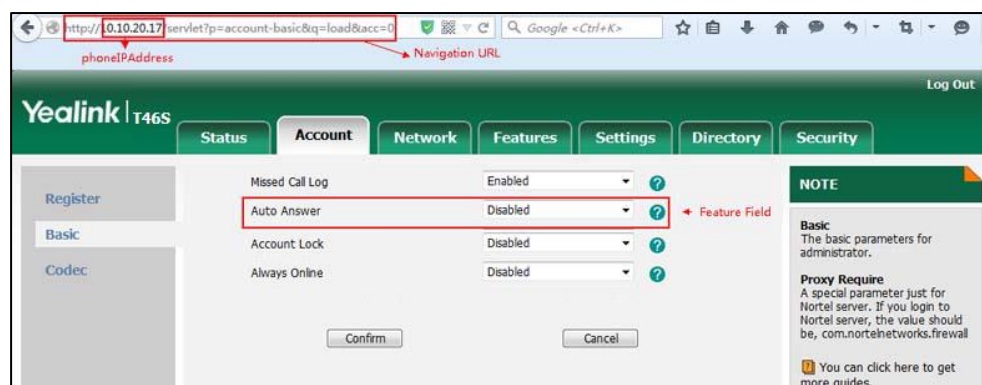 http://10.10.20.17/servlet?p=account-basic&q=load&acc=0
Google <Ctrl+K>
phoneIPAddress
Navigation URL
Log Out
Yealink T46S
Status Account Network Features Settings Directory Security
Register
Basic
Codec
Missed Call Log Enabled
Auto Answer Disabled
Feature Field
Account Lock Disabled
Always Online Disabled
Confirm Cancel
NOTE
Basic
The basic parameters for
administrator.
Proxy Require
A special parameter just for
Nortel server. If you login to
Nortel server, the value should
be, com.nortelnetworks.firewall
You can click here to get
more guides.